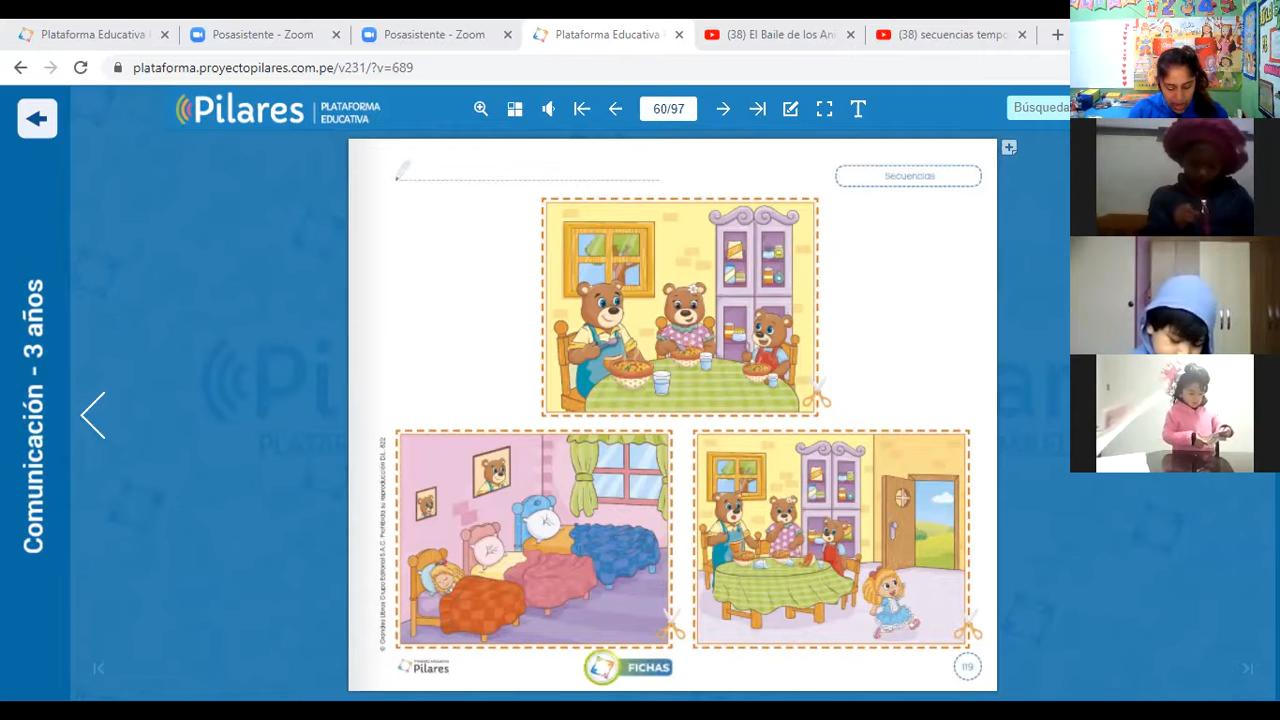 Plataforma Educativa
Posasistente - Zoom
Posasistente - Zoom
Plataforma Educativa
(38) El Baile de los Ani
(38) secuencias tempo
plataforma.proyectopilares.com.pe/v231/?v=689
Pilares
PLATAFORMA
EDUCATIVA
60/97
T
Búsqueda
Comunicación - 3 años
Secuencias
Pilares
FICHAS
119